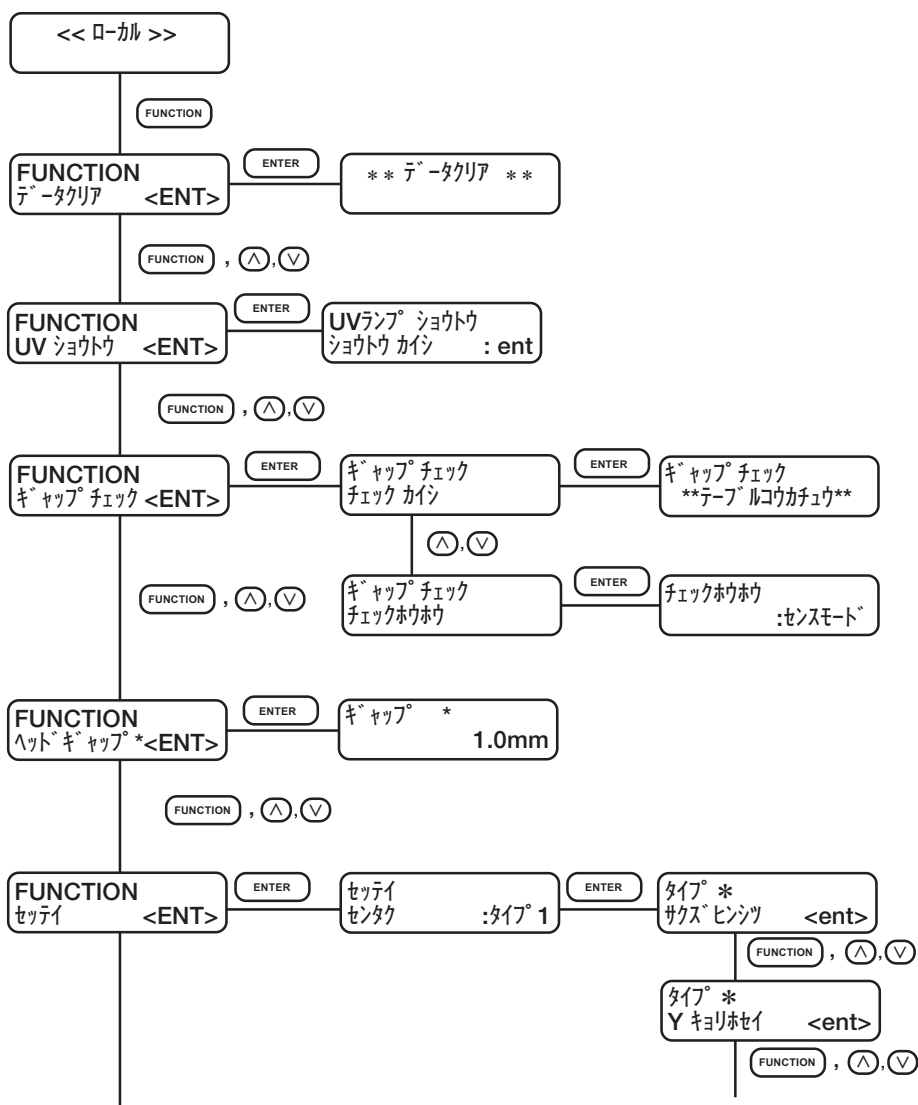 << ﾛｰｶﾙ >>
FUNCTION
FUNCTION
ﾃﾞｰﾀｸﾘｱ <ENT>
ENTER
** ﾃﾞｰﾀｸﾘｱ **
FUNCTION , ∧,∨
FUNCTION
UV ｼｮｳﾄｳ <ENT>
ENTER
UVﾗﾝﾌﾟ ｼｮｳﾄｳ
ｼｮｳﾄｳ ｶｲｼ : ent
FUNCTION , ∧,∨
FUNCTION
ｷﾞｬｯﾌﾟﾁｪｯｸ <ENT>
ENTER
ｷﾞｬｯﾌﾟﾁｪｯｸ
ﾁｪｯｸ ｶｲｼ
ENTER
ｷﾞｬｯﾌﾟﾁｪｯｸ
**ﾃｰﾌﾞﾙｺｳｶﾁｭｳ**
∧,∨
FUNCTION , ∧,∨
ｷﾞｬｯﾌﾟﾁｪｯｸ
ﾁｪｯｸﾎｳﾎｳ
ENTER
ﾁｪｯｸﾎｳﾎｳ
:ｾﾝｽﾓｰﾄﾞ
FUNCTION
ﾍｯﾄﾞｷﾞｬｯﾌﾟ*<ENT>
ENTER
ｷﾞｬｯﾌﾟ *
1.0mm
FUNCTION , ∧,∨
FUNCTION
ｾｯﾃｲ <ENT>
ENTER
ｾｯﾃｲ
ｾﾝﾀｸ :ﾀｲﾌﾟ1
ENTER
ﾀｲﾌﾟ *
ｻｸｽﾞﾋﾝｼﾂ <ent>
FUNCTION , ∧,∨
ﾀｲﾌﾟ *
Y ｷｮﾘﾎｾｲ <ent>
FUNCTION , ∧,∨